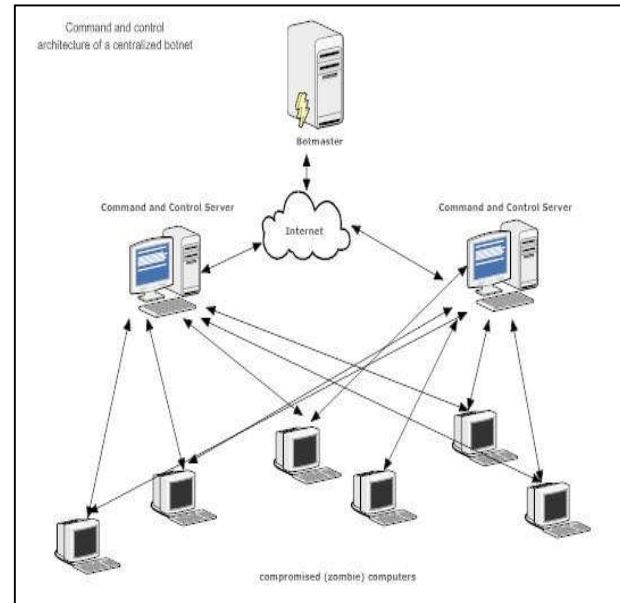 Command and control
architecture of a centralized botnet
Botmaster
Command and Control Server
Command and Control Server
Internet
compromised (zombie) computers